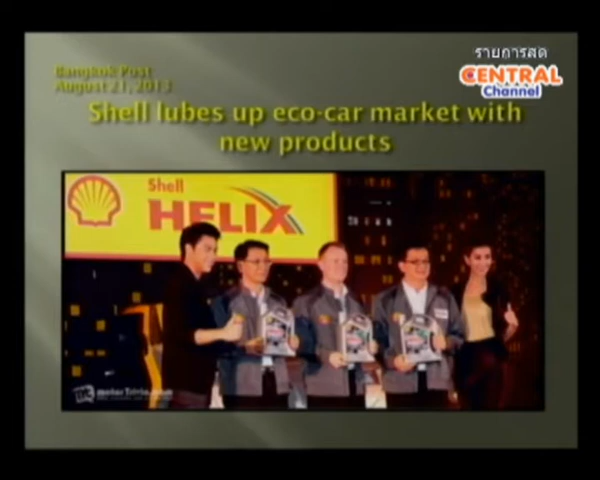 รายการสด
CENTRAL
Channel
Bangkok Post
August 21, 2013
Shell lubes up eco-car market with
new products
Shell
HELIX